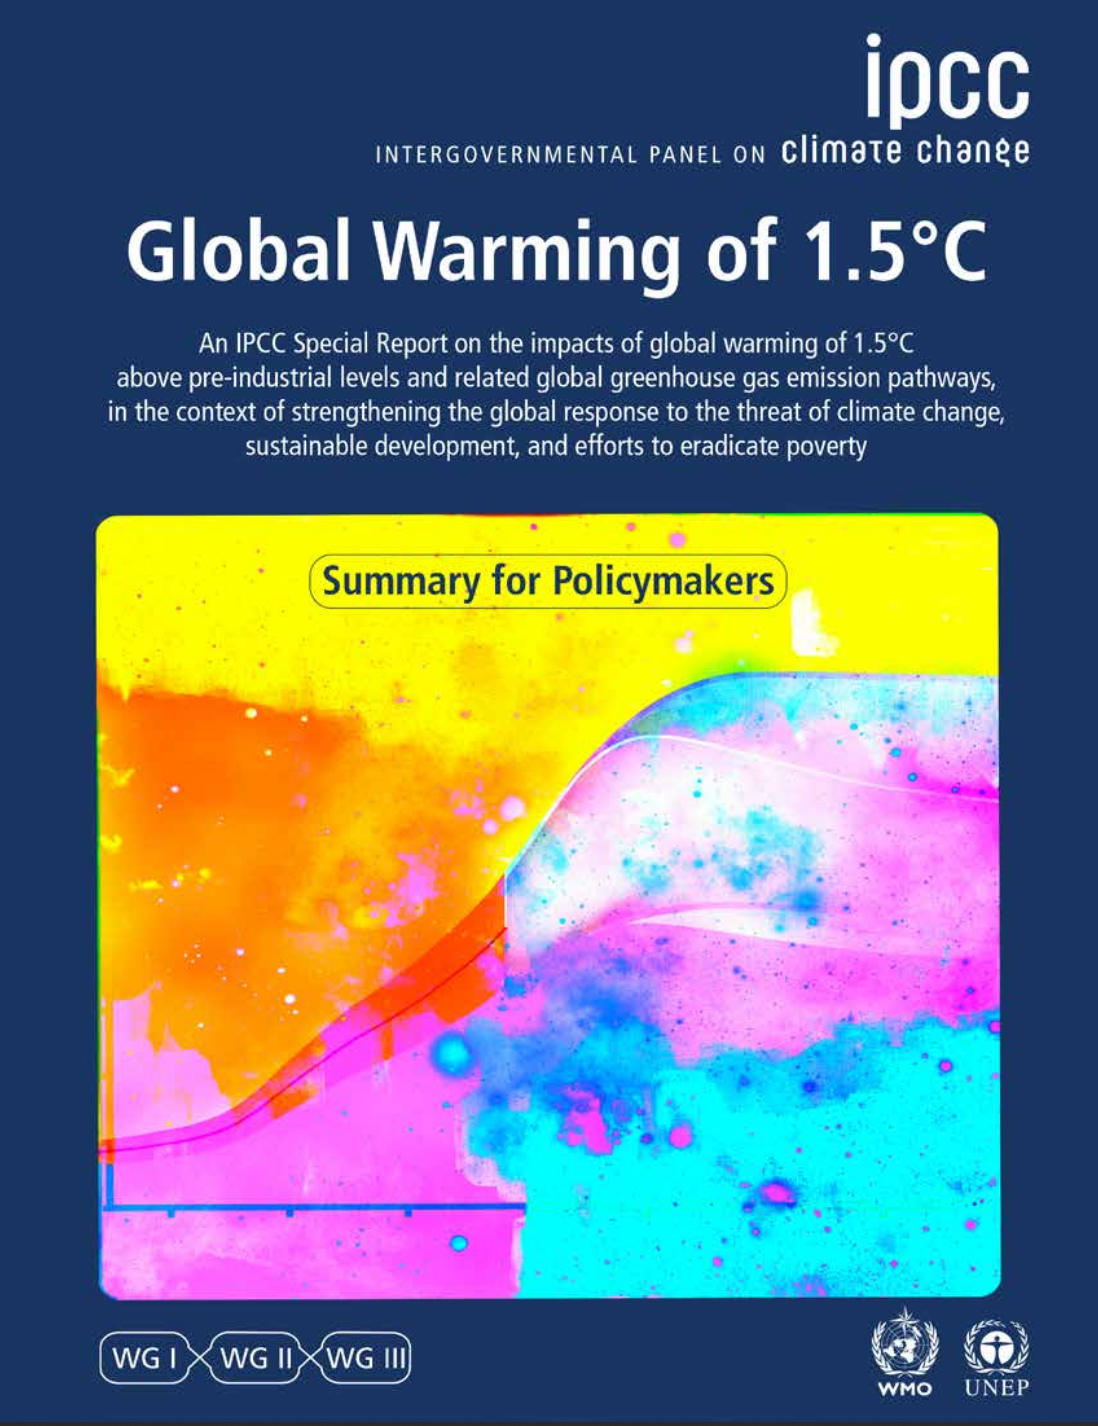 ipcc
INTERGOVERNMENTAL PANEL ON climate change
Global Warming of 1.5°C
An IPCC Special Report on the impacts of global warming of 1.5°C
above pre-industrial levels and related global greenhouse gas emission pathways,
in the context of strengthening the global response to the threat of climate change,
sustainable development, and efforts to eradicate poverty
Summary for Policymakers
WG I WG II WG III
WMO UNEP